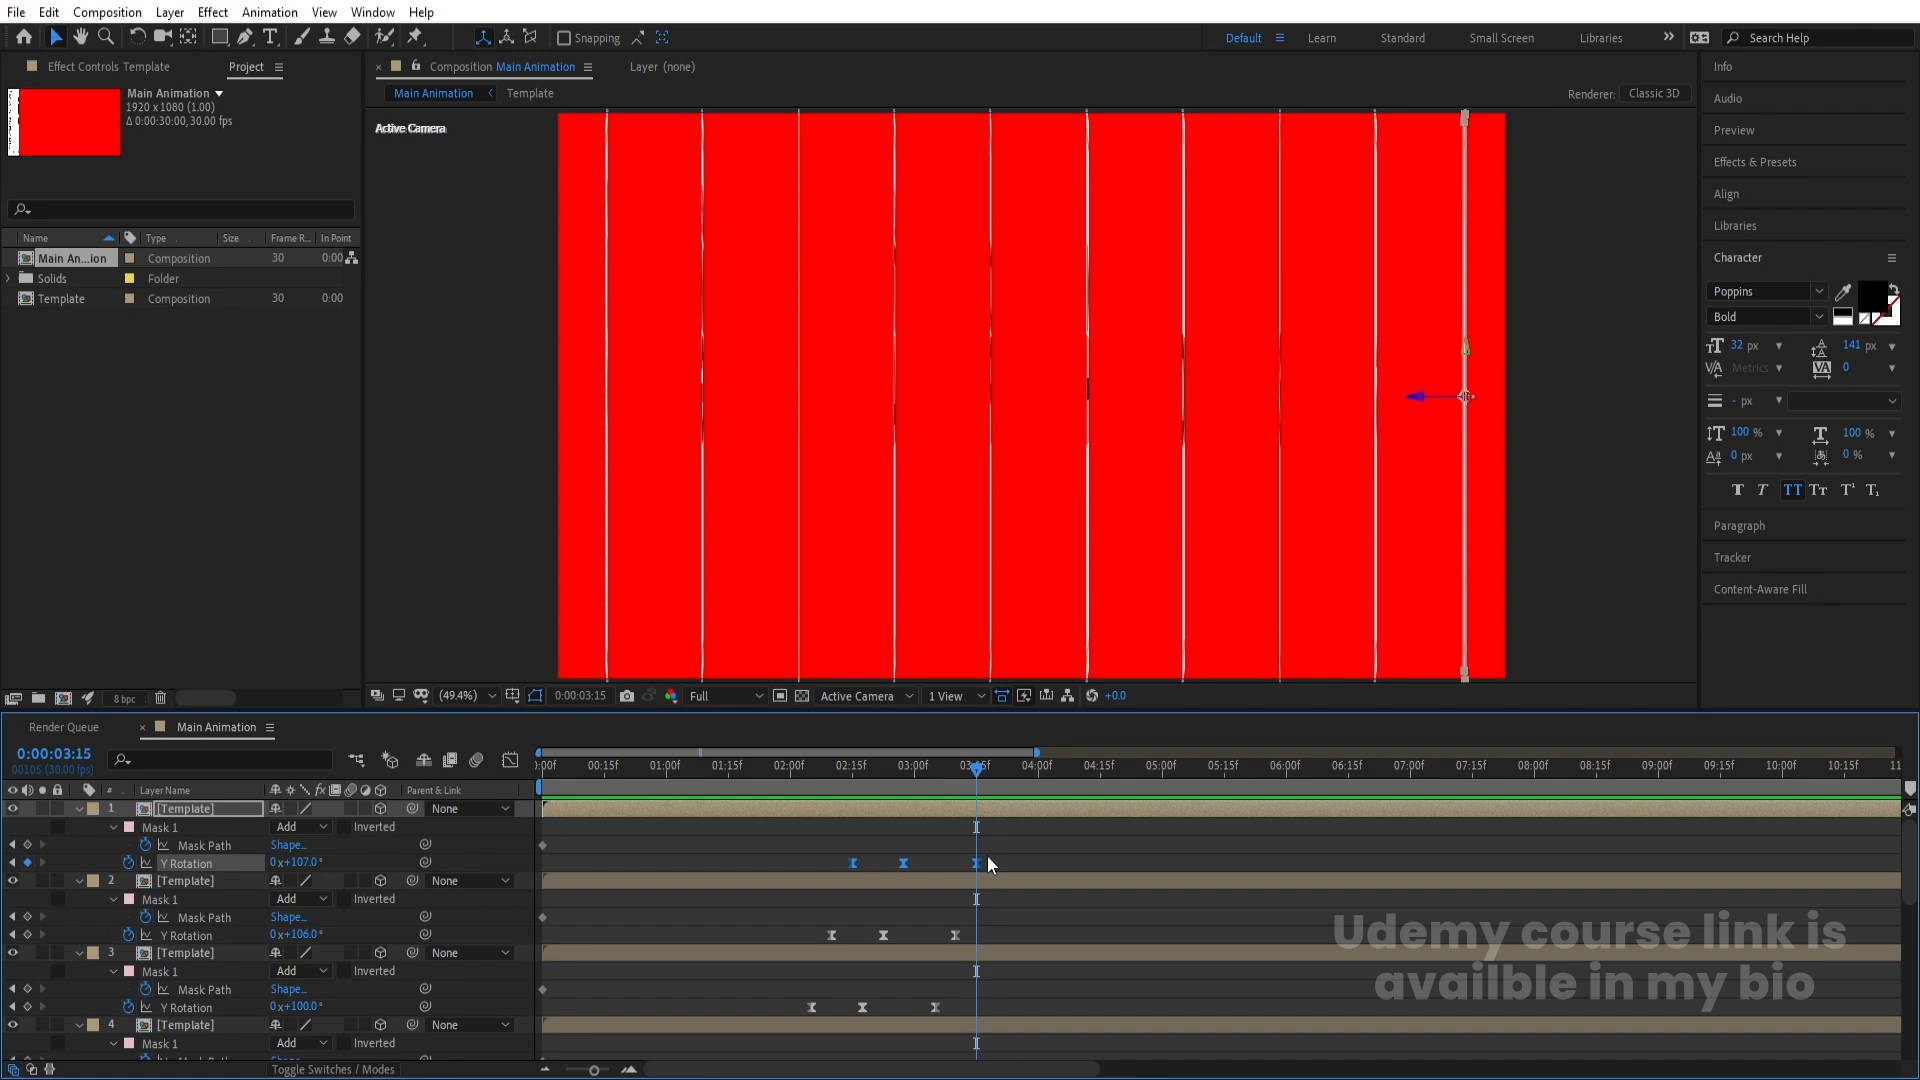 File Edit Composition Layer Effect Animation View Window Help
Snapping
Default Learn Standard Small Screen Libraries Search Help
Effect Controls Template Project
Main Animation
1920 x 1080 (1.00)
Δ 0:00:30:00, 30.00 fps
Name Type Size Frame R... In Point
Main An...ion Composition 30 0:00
Solids Folder
Template Composition 30 0:00
8 bpc
Composition Main Animation Layer (none)
Main Animation Template
Renderer: Classic 3D
Active Camera
(49.4%) 0:00:03:15 Full Active Camera 1 View +0.0
Info
Audio
Preview
Effects & Presets
Align
Libraries
Character
Poppins
Bold
32 px 141 px
Metrics 0
- px
100 % 100 %
0 px 0 %
Paragraph
Tracker
Content-Aware Fill
Render Queue Main Animation
0:00:03:15
00105 (30.00 fps)
:00f 00:15f 01:00f 01:15f 02:00f 02:15f 03:00f 03:15f 04:00f 04:15f 05:00f 05:15f 06:00f 06:15f 07:00f 07:15f 08:00f 08:15f 09:00f 09:15f 10:00f 10:15f 11
# Layer Name Parent & Link
1 [Template] None
Mask 1 Add Inverted
Mask Path Shape...
Y Rotation 0x+107.0°
2 [Template] None
Mask 1 Add Inverted
Mask Path Shape...
Y Rotation 0x+106.0°
3 [Template] None
Mask 1 Add Inverted
Mask Path Shape...
Y Rotation 0x+100.0°
4 [Template] None
Mask 1 Add Inverted
Toggle Switches / Modes
Udemy course link is
availble in my bio